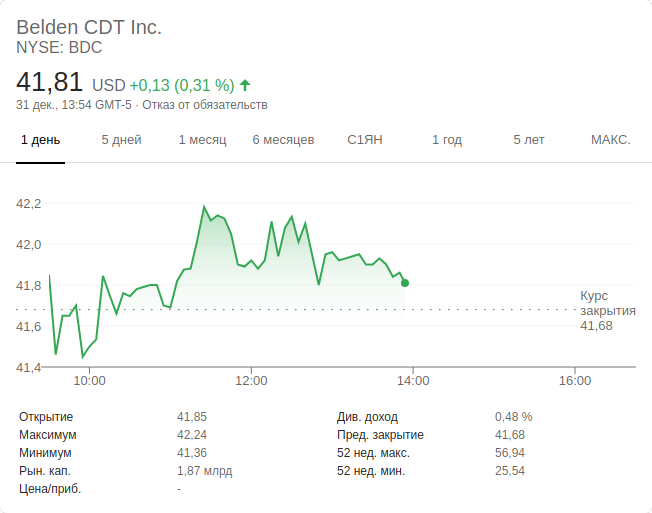 Belden CDT Inc.
NYSE: BDC
41,81 USD +0,13 (0,31 %)
31 дек., 13:54 GMT-5 · Отказ от обязательств
1 день 5 дней 1 месяц 6 месяцев С1ЯН 1 год 5 лет МАКС.
42,2
42,0
41,8
41,6
41,4
Курс
закрытия
41,68
10:00 12:00 14:00 16:00
Открытие 41,85 Див. доход 0,48 %
Максимум 42,24 Пред. закрытие 41,68
Минимум 41,36 52 нед. макс. 56,94
Рын. кап. 1,87 млрд 52 нед. мин. 25,54
Цена/приб. -